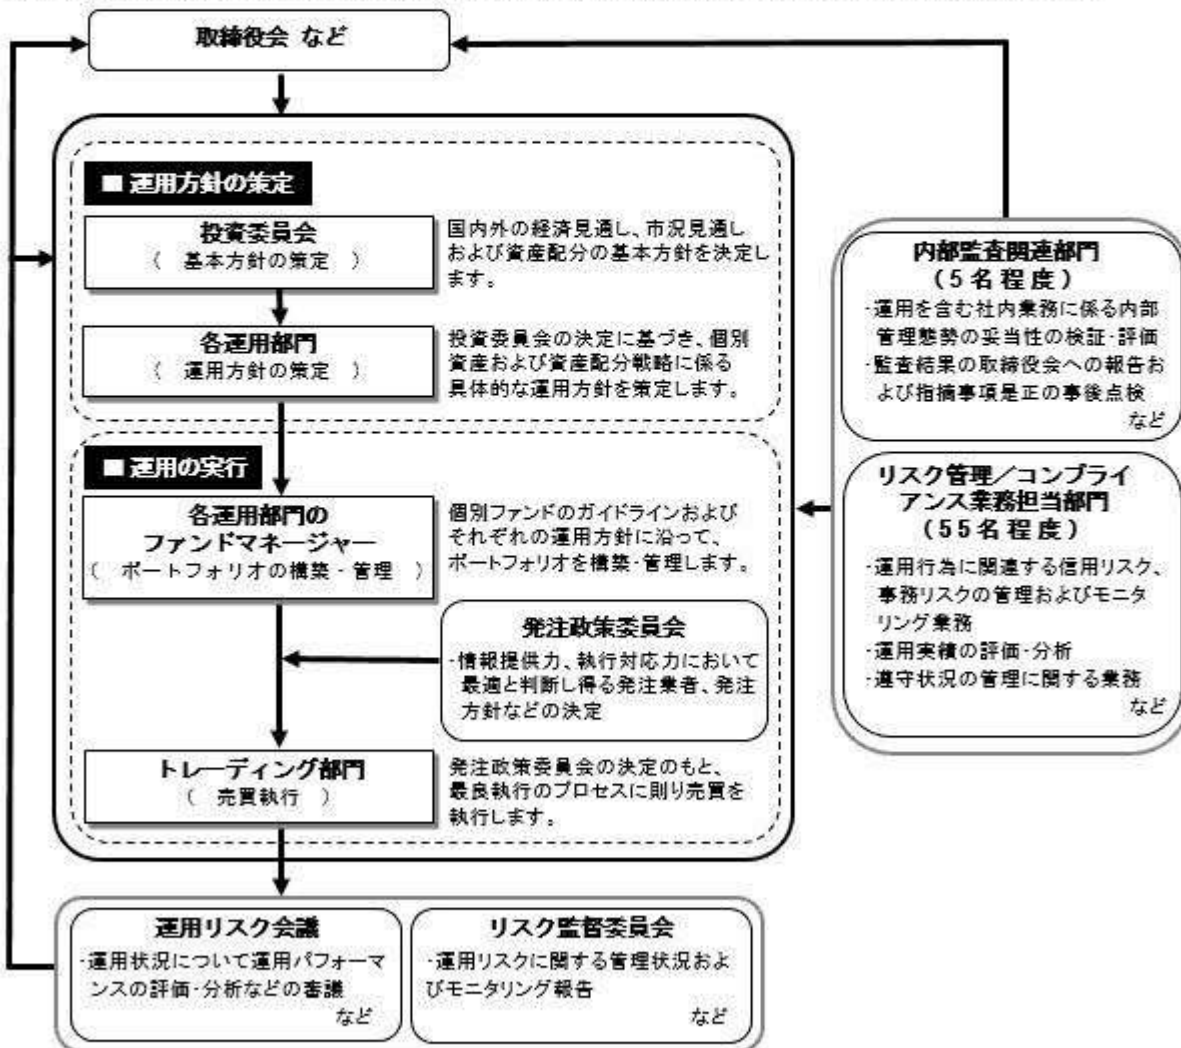 取締役会 など
■ 運用方針の策定
投資委員会
( 基本方針の策定 )
国内外の経済見通し、市況見通し
および資産配分の基本方針を決定し
ます。
各運用部門
( 運用方針の策定 )
投資委員会の決定に基づき、個別
資産および資産配分戦略に係る
具体的な運用方針を策定します。
■ 運用の実行
各運用部門の
ファンドマネージャー
( ポートフォリオの構築・管理 )
個別ファンドのガイドラインおよび
それぞれの運用方針に沿って、
ポートフォリオを構築・管理します。
発注政策委員会
・情報提供力、執行対応力において
最適と判断し得る発注業者、発注
方針などの決定
トレーディング部門
( 売買執行 )
発注政策委員会の決定のもと、
最良執行のプロセスに則り売買を
執行します。
内部監査関連部門
(5名程度)
・運用を含む社内業務に係る内部
管理態勢の妥当性の検証・評価
・監査結果の取締役会への報告お
よび指摘事項是正の事後点検
など
リスク管理/コンプライ
アンス業務担当部門
(55名程度)
・運用行為に関連する信用リスク、
事務リスクの管理およびモニタ
リング業務
・運用実績の評価・分析
・遵守状況の管理に関する業務
など
運用リスク会議
・運用状況について運用パフォーマ
ンスの評価・分析などの審議
など
リスク監督委員会
・運用リスクに関する管理状況およ
びモニタリング報告
など